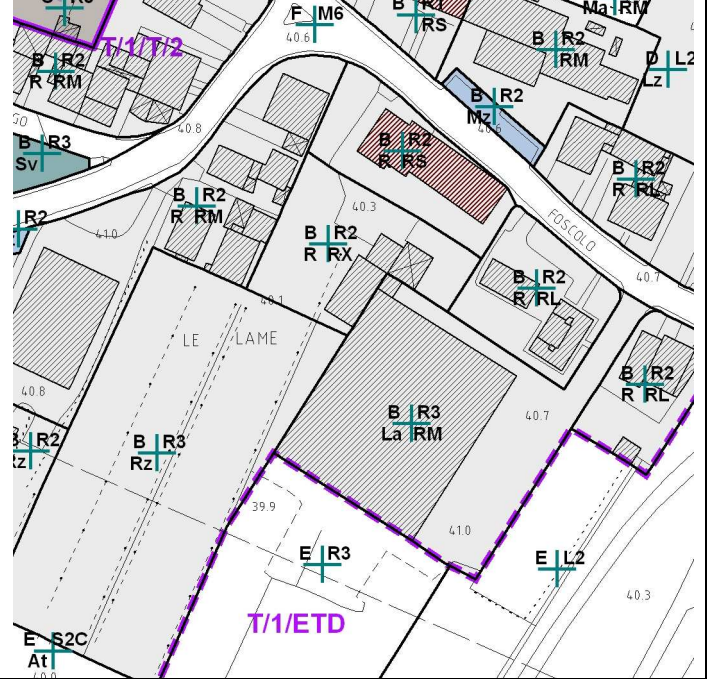 F M6
40.6
RS
Ma RM
T/1/T/2
B R2
R RM
B R2
RM
D L2
Lz
B R2
Mz
40.8
B R3
Sv
B R2
R RS
B R2
R RL
B R2
R RM
40.3
R2
41.0
B R2
R RX
FOSCOLO
40.7
B R2
R RL
40.1
LE LAME
40.8
B R2
R RL
B R3
La RM
40.7
R2
Rz
B R3
Rz
39.9
41.0
E R3
E L2
40.3
T/1/ETD
E S2C
At